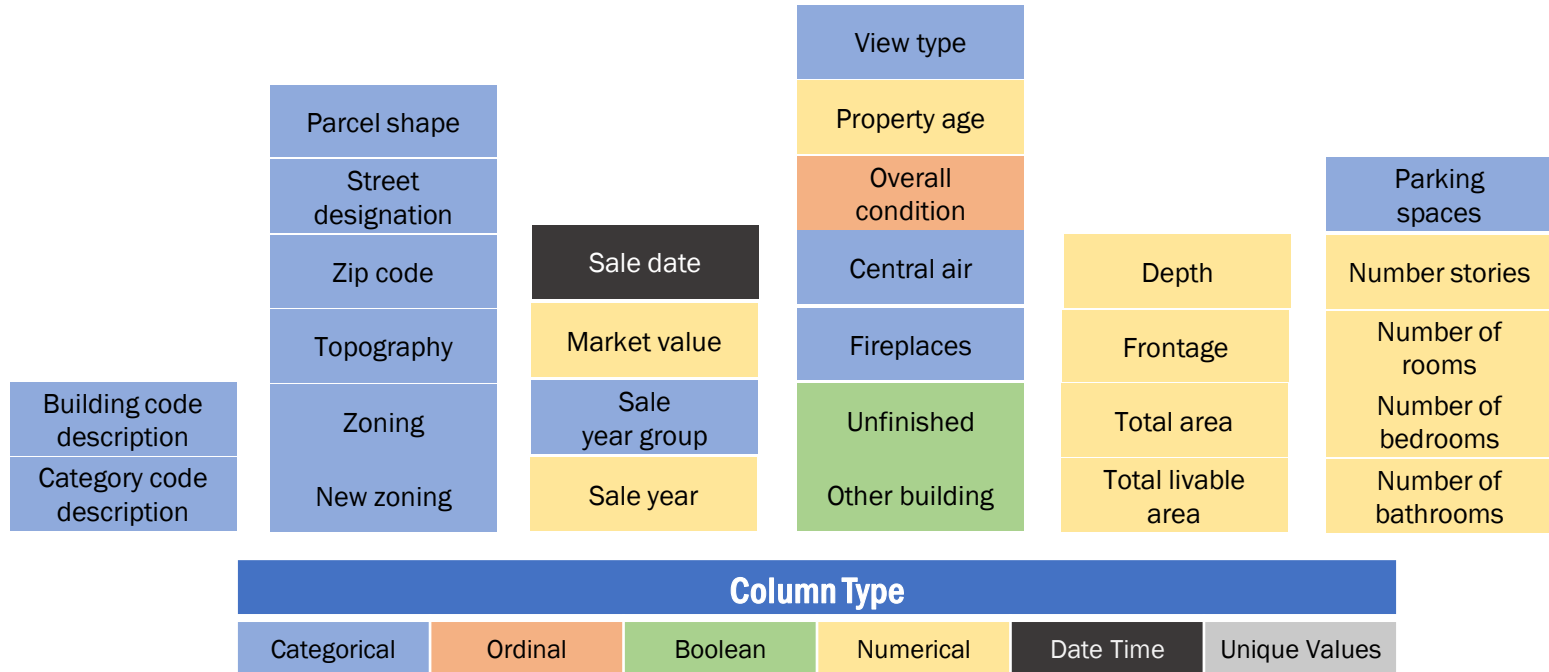 Building code
description
Category code
description
Parcel shape
Street
designation
Zip code
Topography
Zoning
New zoning
Sale date
Market value
Sale
year group
Sale year
View type
Property age
Overall
condition
Central air
Fireplaces
Unfinished
Other building
Depth
Frontage
Total area
Total livable
area
Parking
spaces
Number stories
Number of
rooms
Number of
bedrooms
Number of
bathrooms
Column Type
Categorical
Ordinal
Boolean
Numerical
Date Time
Unique Values